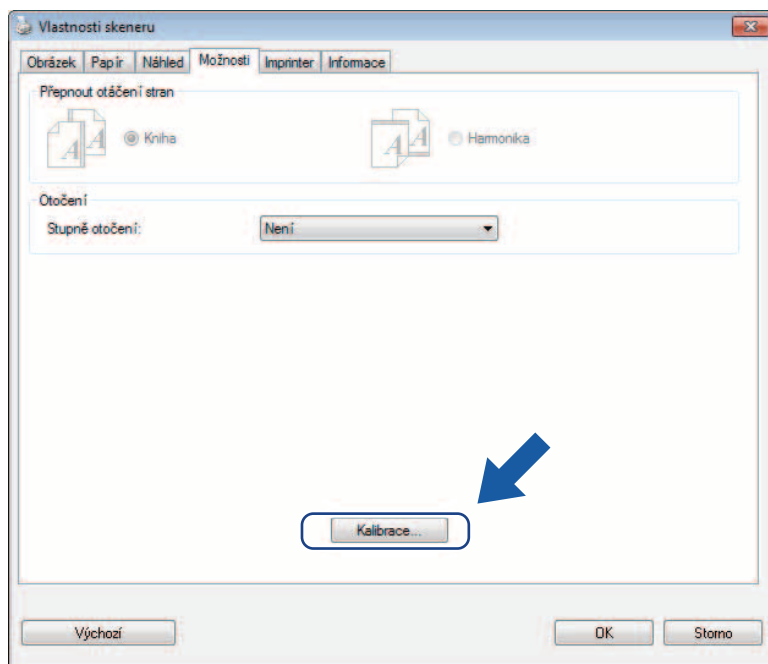 Vlastnosti skeneru
Obrázek Papír Náhled Možnosti Imprinter Informace
Přepnout otáčení stran
A A Kniha A A Harmonika
Otočení
Stupně otočení: Není
Kalibrace...
Výchozí OK Storno